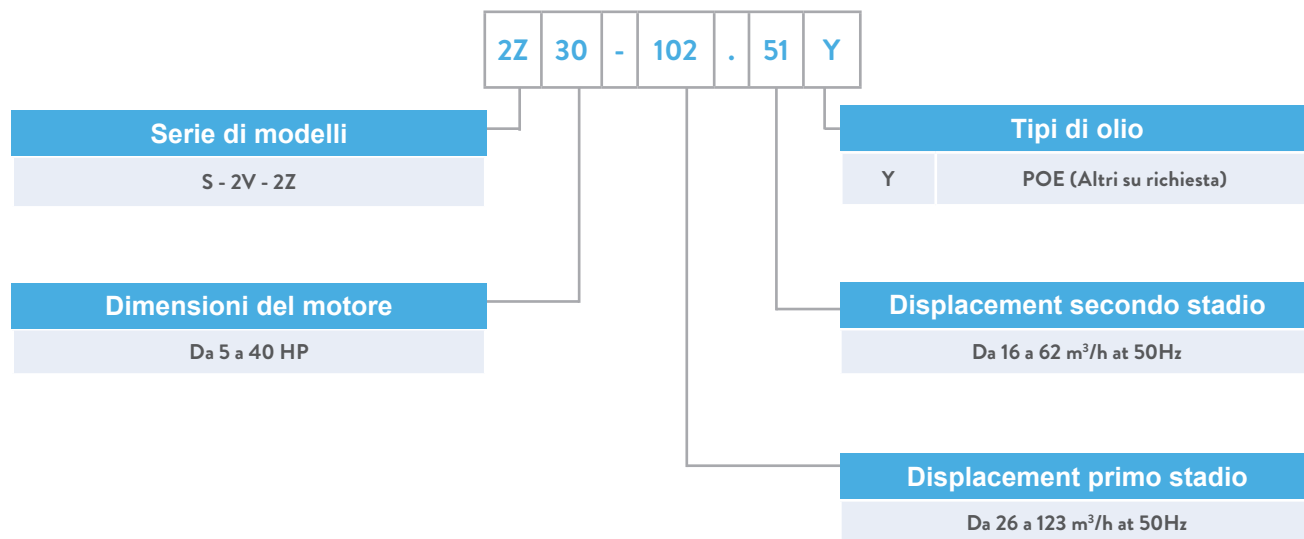 2Z 30 - 102 . 51 Y
Serie di modelli
S - 2V - 2Z
Tipi di olio
Y POE (Altri su richiesta)
Dimensioni del motore
Da 5 a 40 HP
Displacement secondo stadio
Da 16 a 62 m³/h at 50Hz
Displacement primo stadio
Da 26 a 123 m³/h at 50Hz